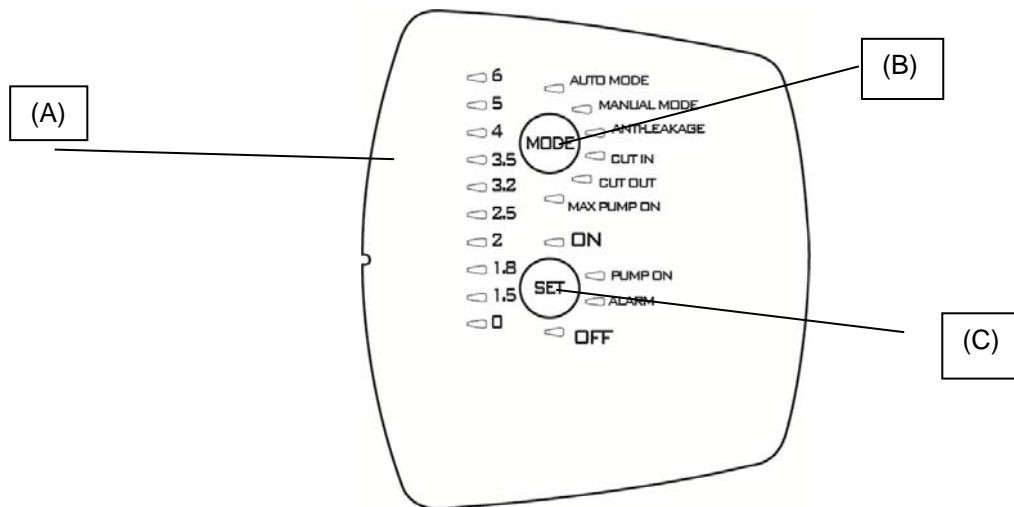 (A)
(B)
(C)
6
5
4
3.5
3.2
2.5
2
1.8
1.5
0
AUTO MODE
MANUAL MODE
ANTI-LEAKAGE
MODE
CUT IN
CUT OUT
MAX PUMP ON
ON
PUMP ON
SET
ALARM
OFF